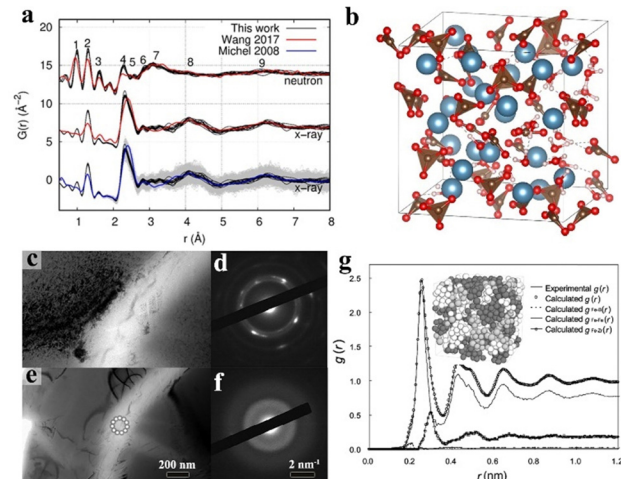 a
This work
Wang 2017
Michel 2008
neutron
x-ray
x-ray
1 2 3 4 5 6 7 8 9
15
10
5
0
G(r) (Å⁻²)
1 2 3 4 5 6 7 8
r (Å)
b
c
d
e
200 nm
f
2 nm⁻¹
g
Experimental g(r)
Calculated g(r)
Calculated (r)
Calculated (r)
Calculated (r)
2.5
2.0
1.5
1.0
0.5
0.0
g(r)
0.0 0.2 0.4 0.6 0.8 1.0 1.2
r(nm)